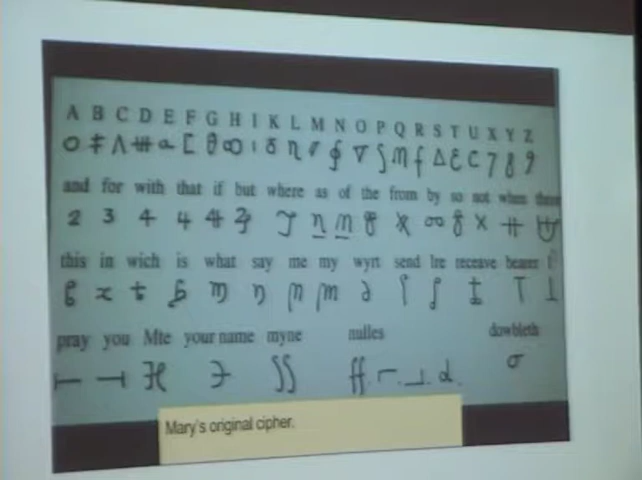 A B C D E F G H I K L M N O P Q R S T U X Y Z
and for with that if but where as of the from by so not when there
this in wich is what say me my wyrt send lre receave bearer I
pray you Mte your name myne nulles dowbleth
Mary's original cipher.